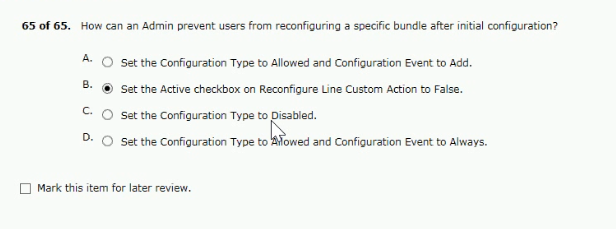 65 of 65. How can an Admin prevent users from reconfiguring a specific bundle after initial configuration?
A. Set the Configuration Type to Allowed and Configuration Event to Add.
B. Set the Active checkbox on Reconfigure Line Custom Action to False.
C. Set the Configuration Type to Disabled.
D. Set the Configuration Type to Allowed and Configuration Event to Always.
Mark this item for later review.